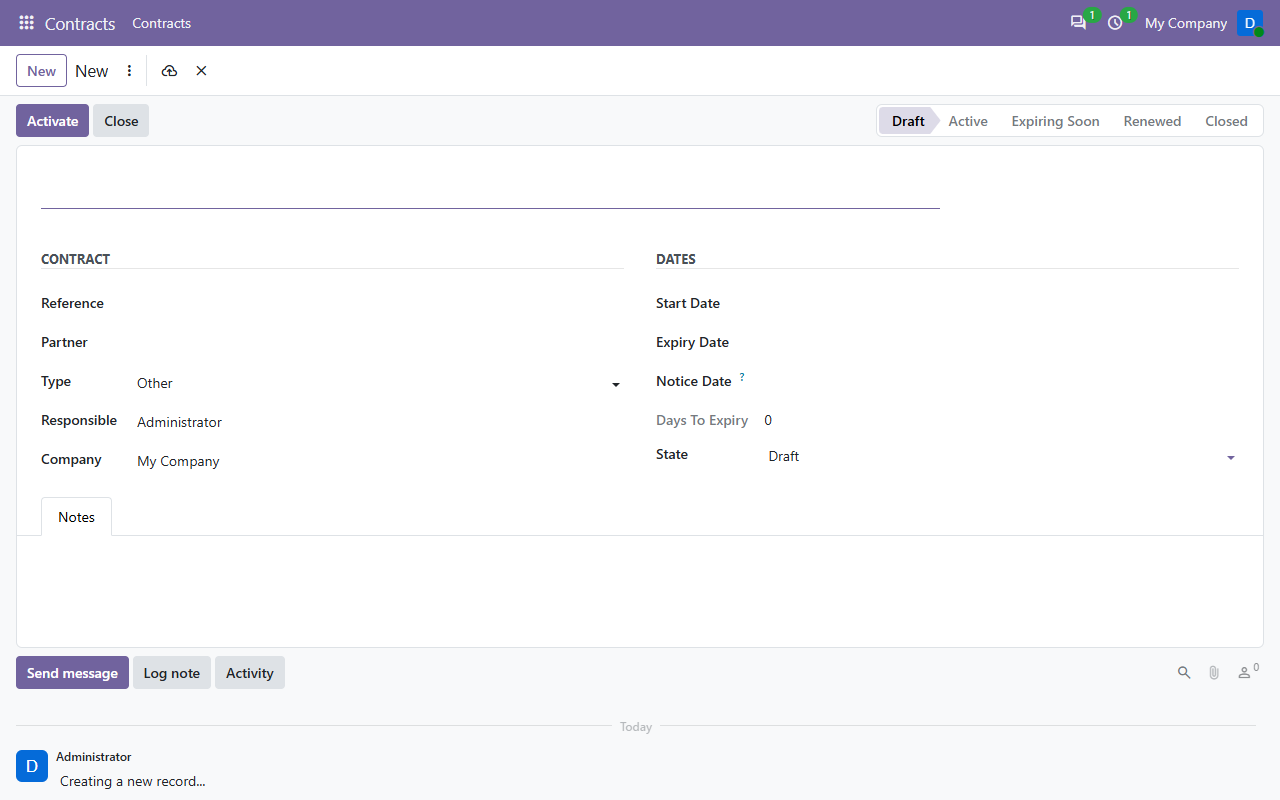 Contracts Contracts 1 1 My Company D
New New
Activate Close Draft Active Expiring Soon Renewed Closed
CONTRACT DATES
Reference Start Date
Partner Expiry Date
Type Other Notice Date ?
Responsible Administrator Days To Expiry 0
Company My Company State Draft
Notes
Send message Log note Activity 0
Today
D Administrator
Creating a new record...